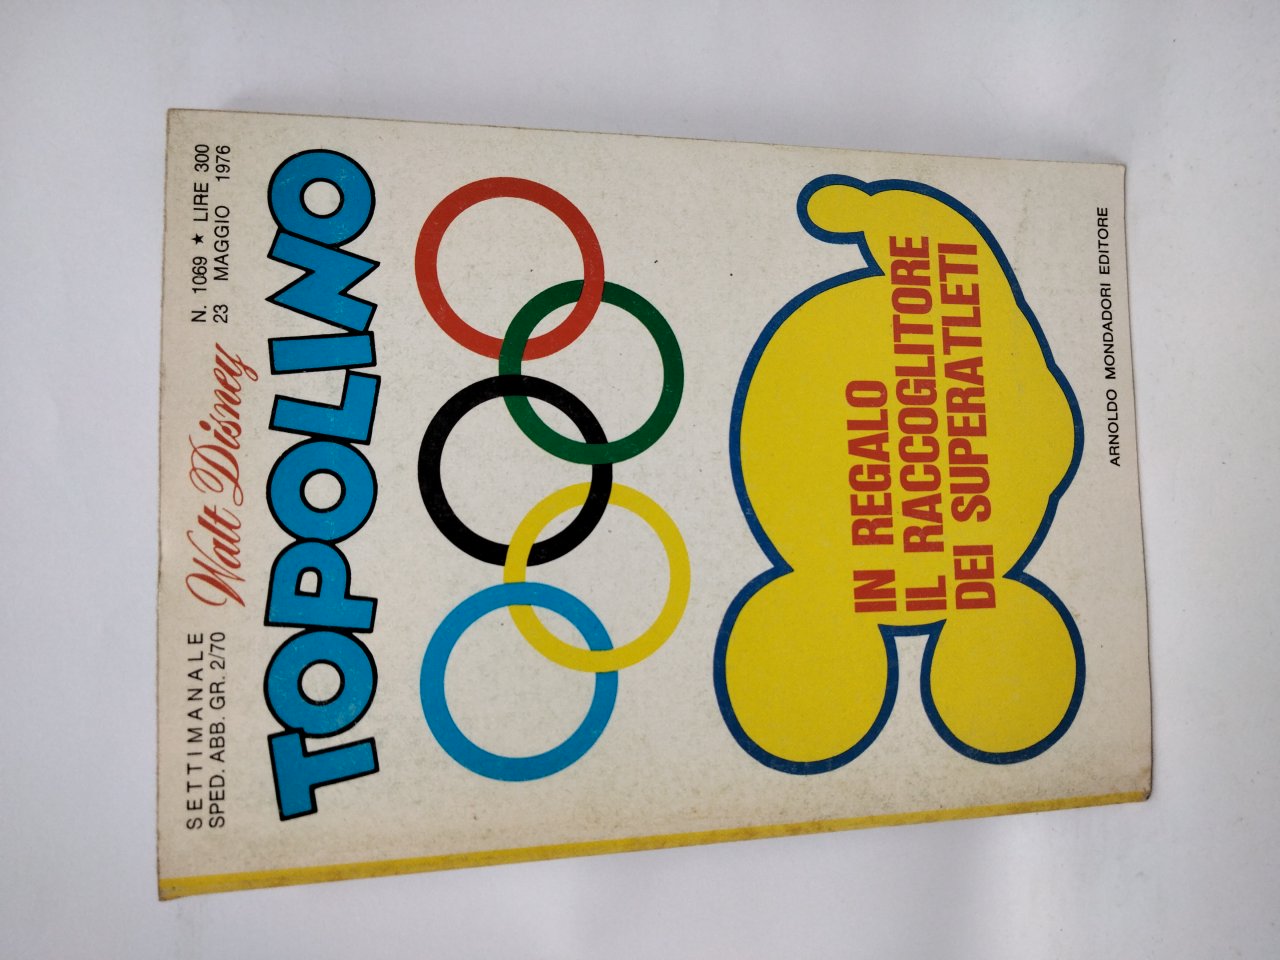 SETTIMANALE
SPED. ABB. GR. 2/70
Walt Disney
N. 1069 ★ LIRE 300
23 MAGGIO 1976
TOPOLINO
IN REGALO
IL RACCOGLITORE
DEI SUPERATLETI
ARNOLDO MONDADORI EDITORE